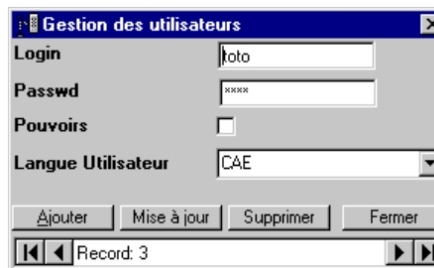 Gestion des utilisateurs
Login toto
Passwd ****
Pouvoirs
Langue Utilisateur CAE
Ajouter Mise à jour Supprimer Fermer
Record: 3